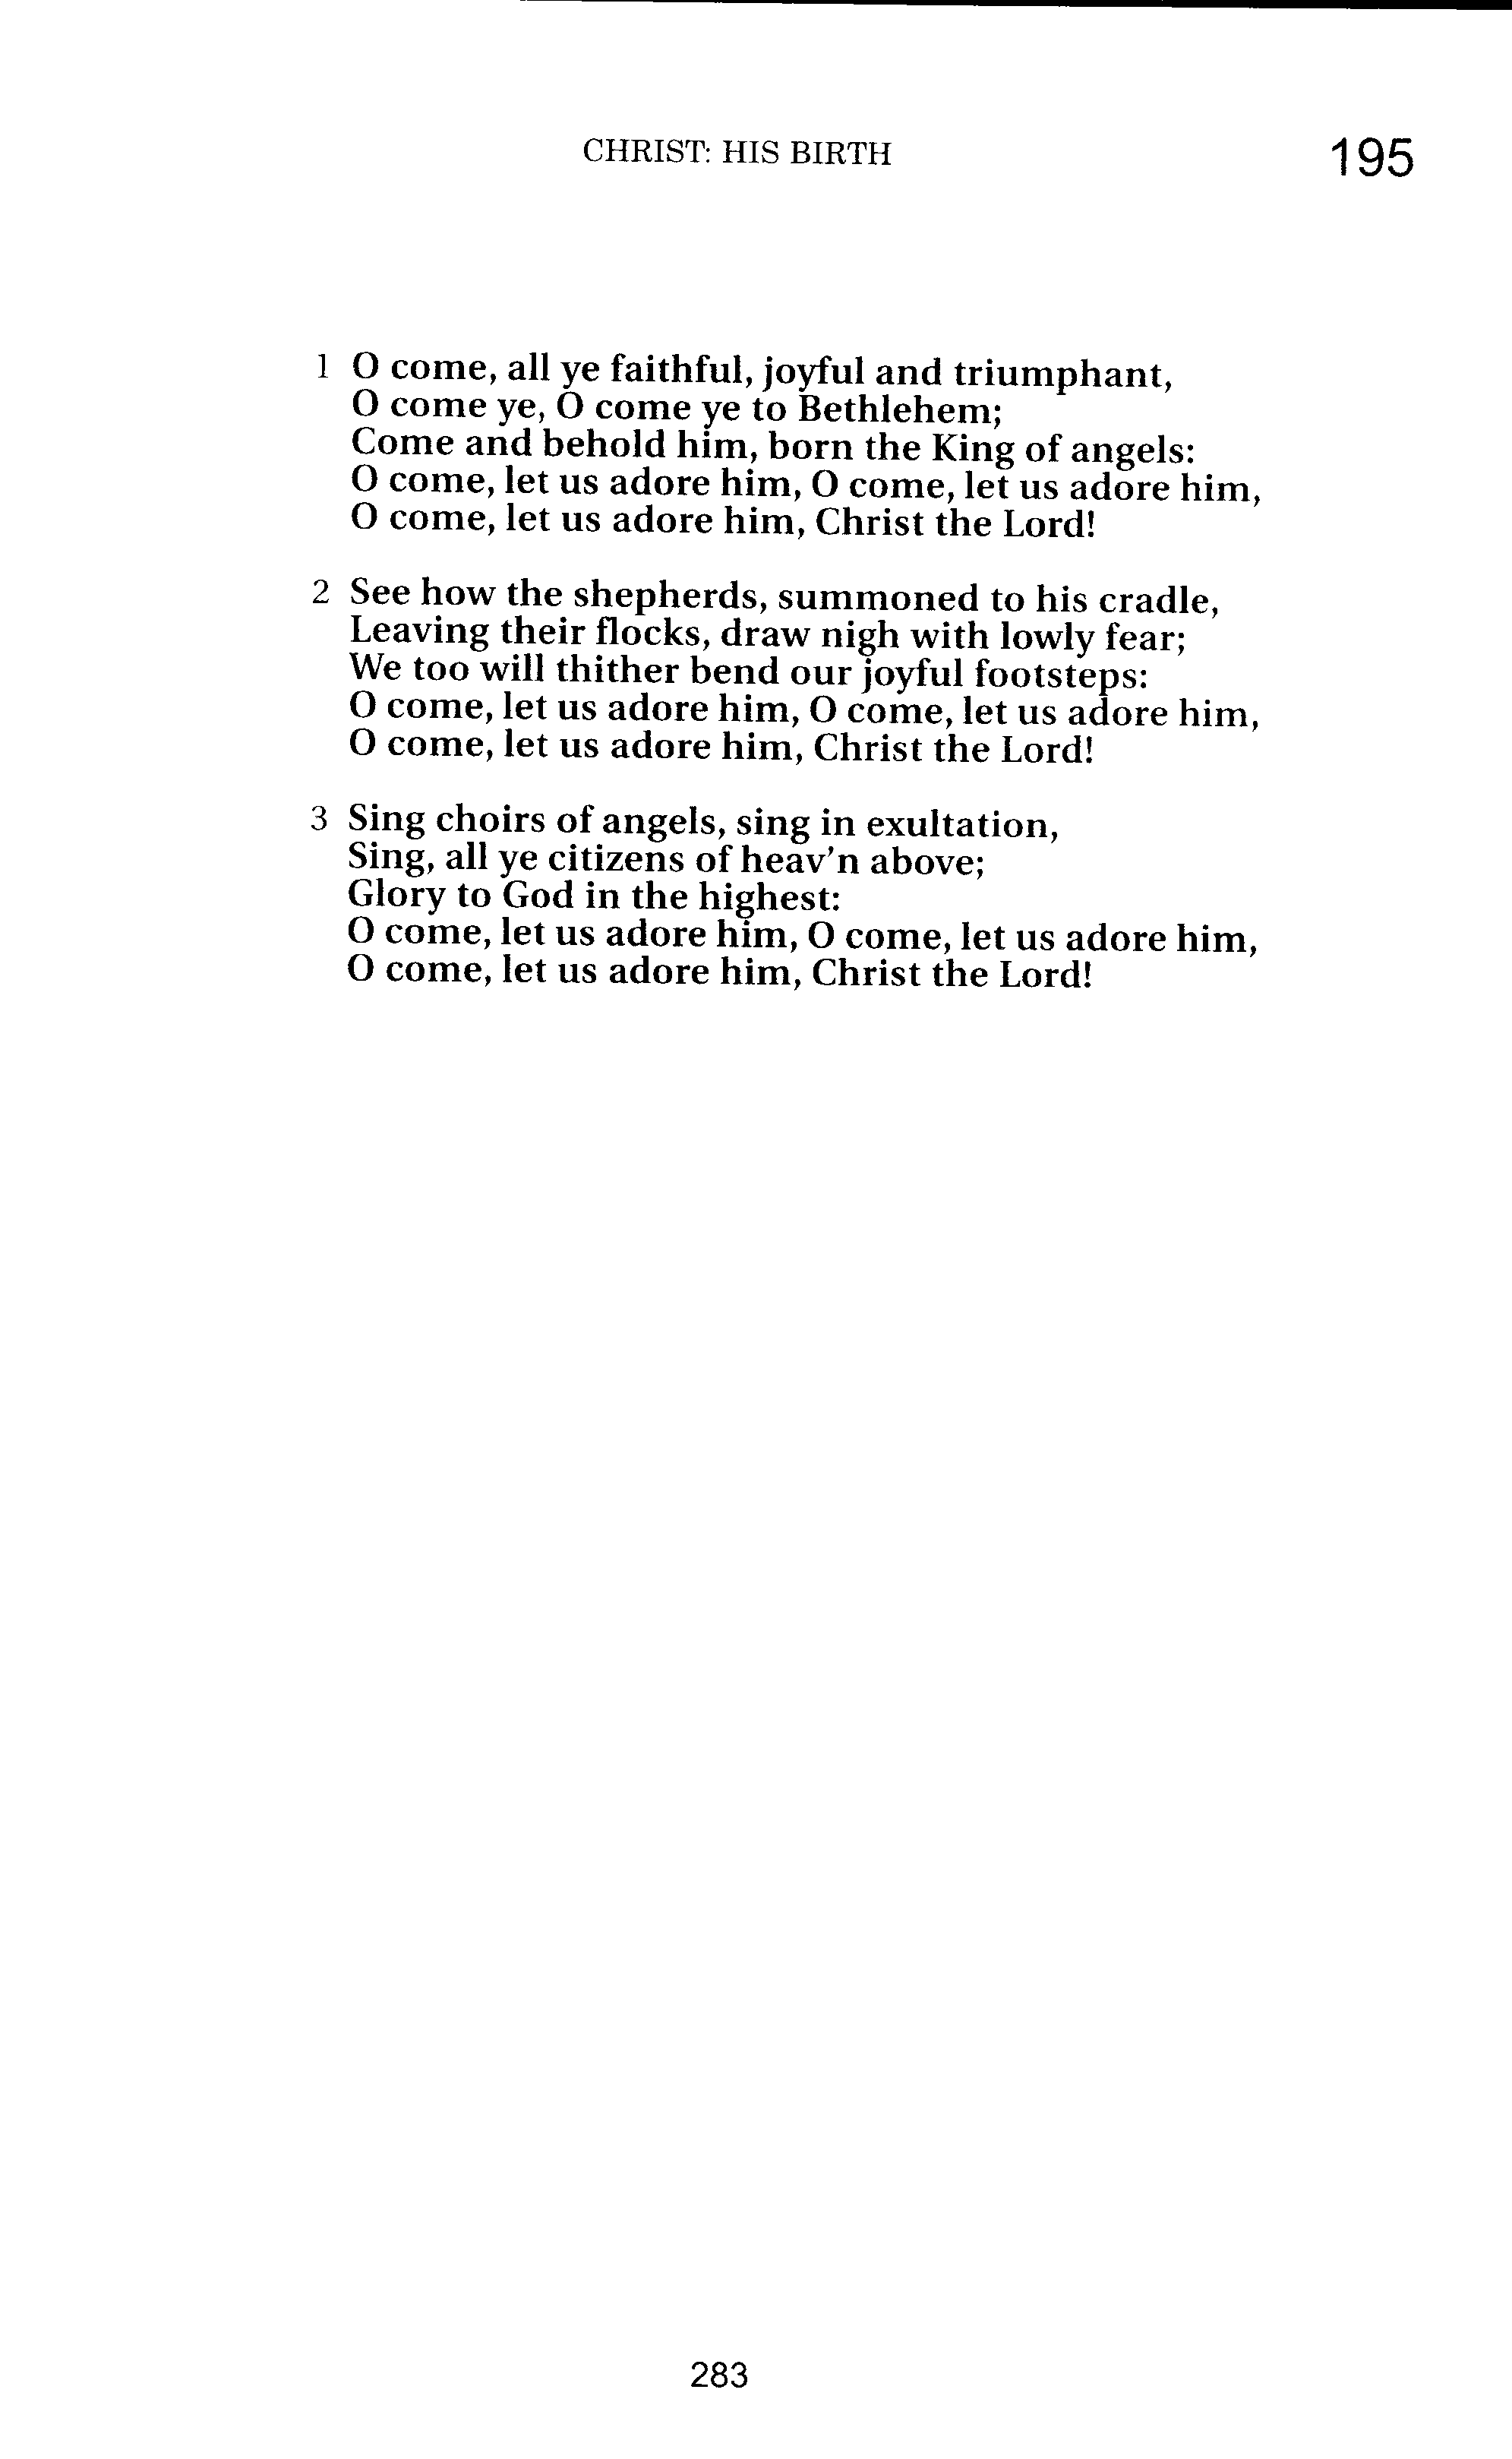 CHRIST: HIS BIRTH 195
1 O come, all ye faithful, joyful and triumphant,
O come ye, O come ye to Bethlehem;
Come and behold him, born the King of angels:
O come, let us adore him, O come, let us adore him,
O come, let us adore him, Christ the Lord!
2 See how the shepherds, summoned to his cradle,
Leaving their flocks, draw nigh with lowly fear;
We too will thither bend our joyful footsteps:
O come, let us adore him, O come, let us adore him,
O come, let us adore him, Christ the Lord!
3 Sing choirs of angels, sing in exultation,
Sing, all ye citizens of heav'n above;
Glory to God in the highest:
O come, let us adore him, O come, let us adore him,
O come, let us adore him, Christ the Lord!
283